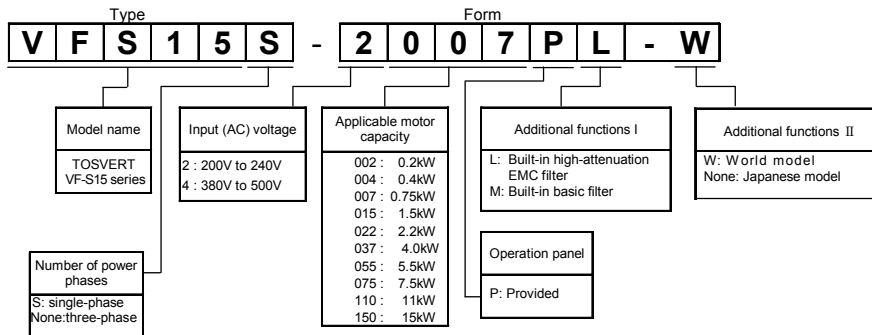 Type
Form
V F S 1 5 S - 2 0 0 7 P L - W
Model name
TOSVERT
VF-S15 series
Number of power
phases
S: single-phase
None:three-phase
Input (AC) voltage
2 : 200V to 240V
4 : 380V to 500V
Applicable motor
capacity
002 : 0.2kW
004 : 0.4kW
007 : 0.75kW
015 : 1.5kW
022 : 2.2kW
037 : 4.0kW
055 : 5.5kW
075 : 7.5kW
110 : 11kW
150 : 15kW
Additional functions I
L: Built-in high-attenuation
EMC filter
M: Built-in basic filter
Operation panel
P: Provided
Additional functions II
W: World model
None: Japanese model